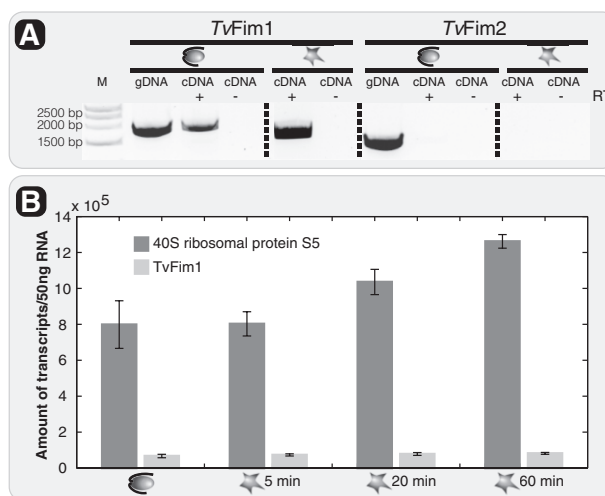 A
TvFim1 TvFim2
M gDNA cDNA cDNA cDNA cDNA gDNA cDNA cDNA cDNA cDNA
+ - + - + - + - RT
2500 bp
2000 bp
1500 bp
B
x 10⁵
14
12
10
8
6
4
2
0
Amount of transcripts/50ng RNA
40S ribosomal protein S5
TvFim1
5 min 20 min 60 min